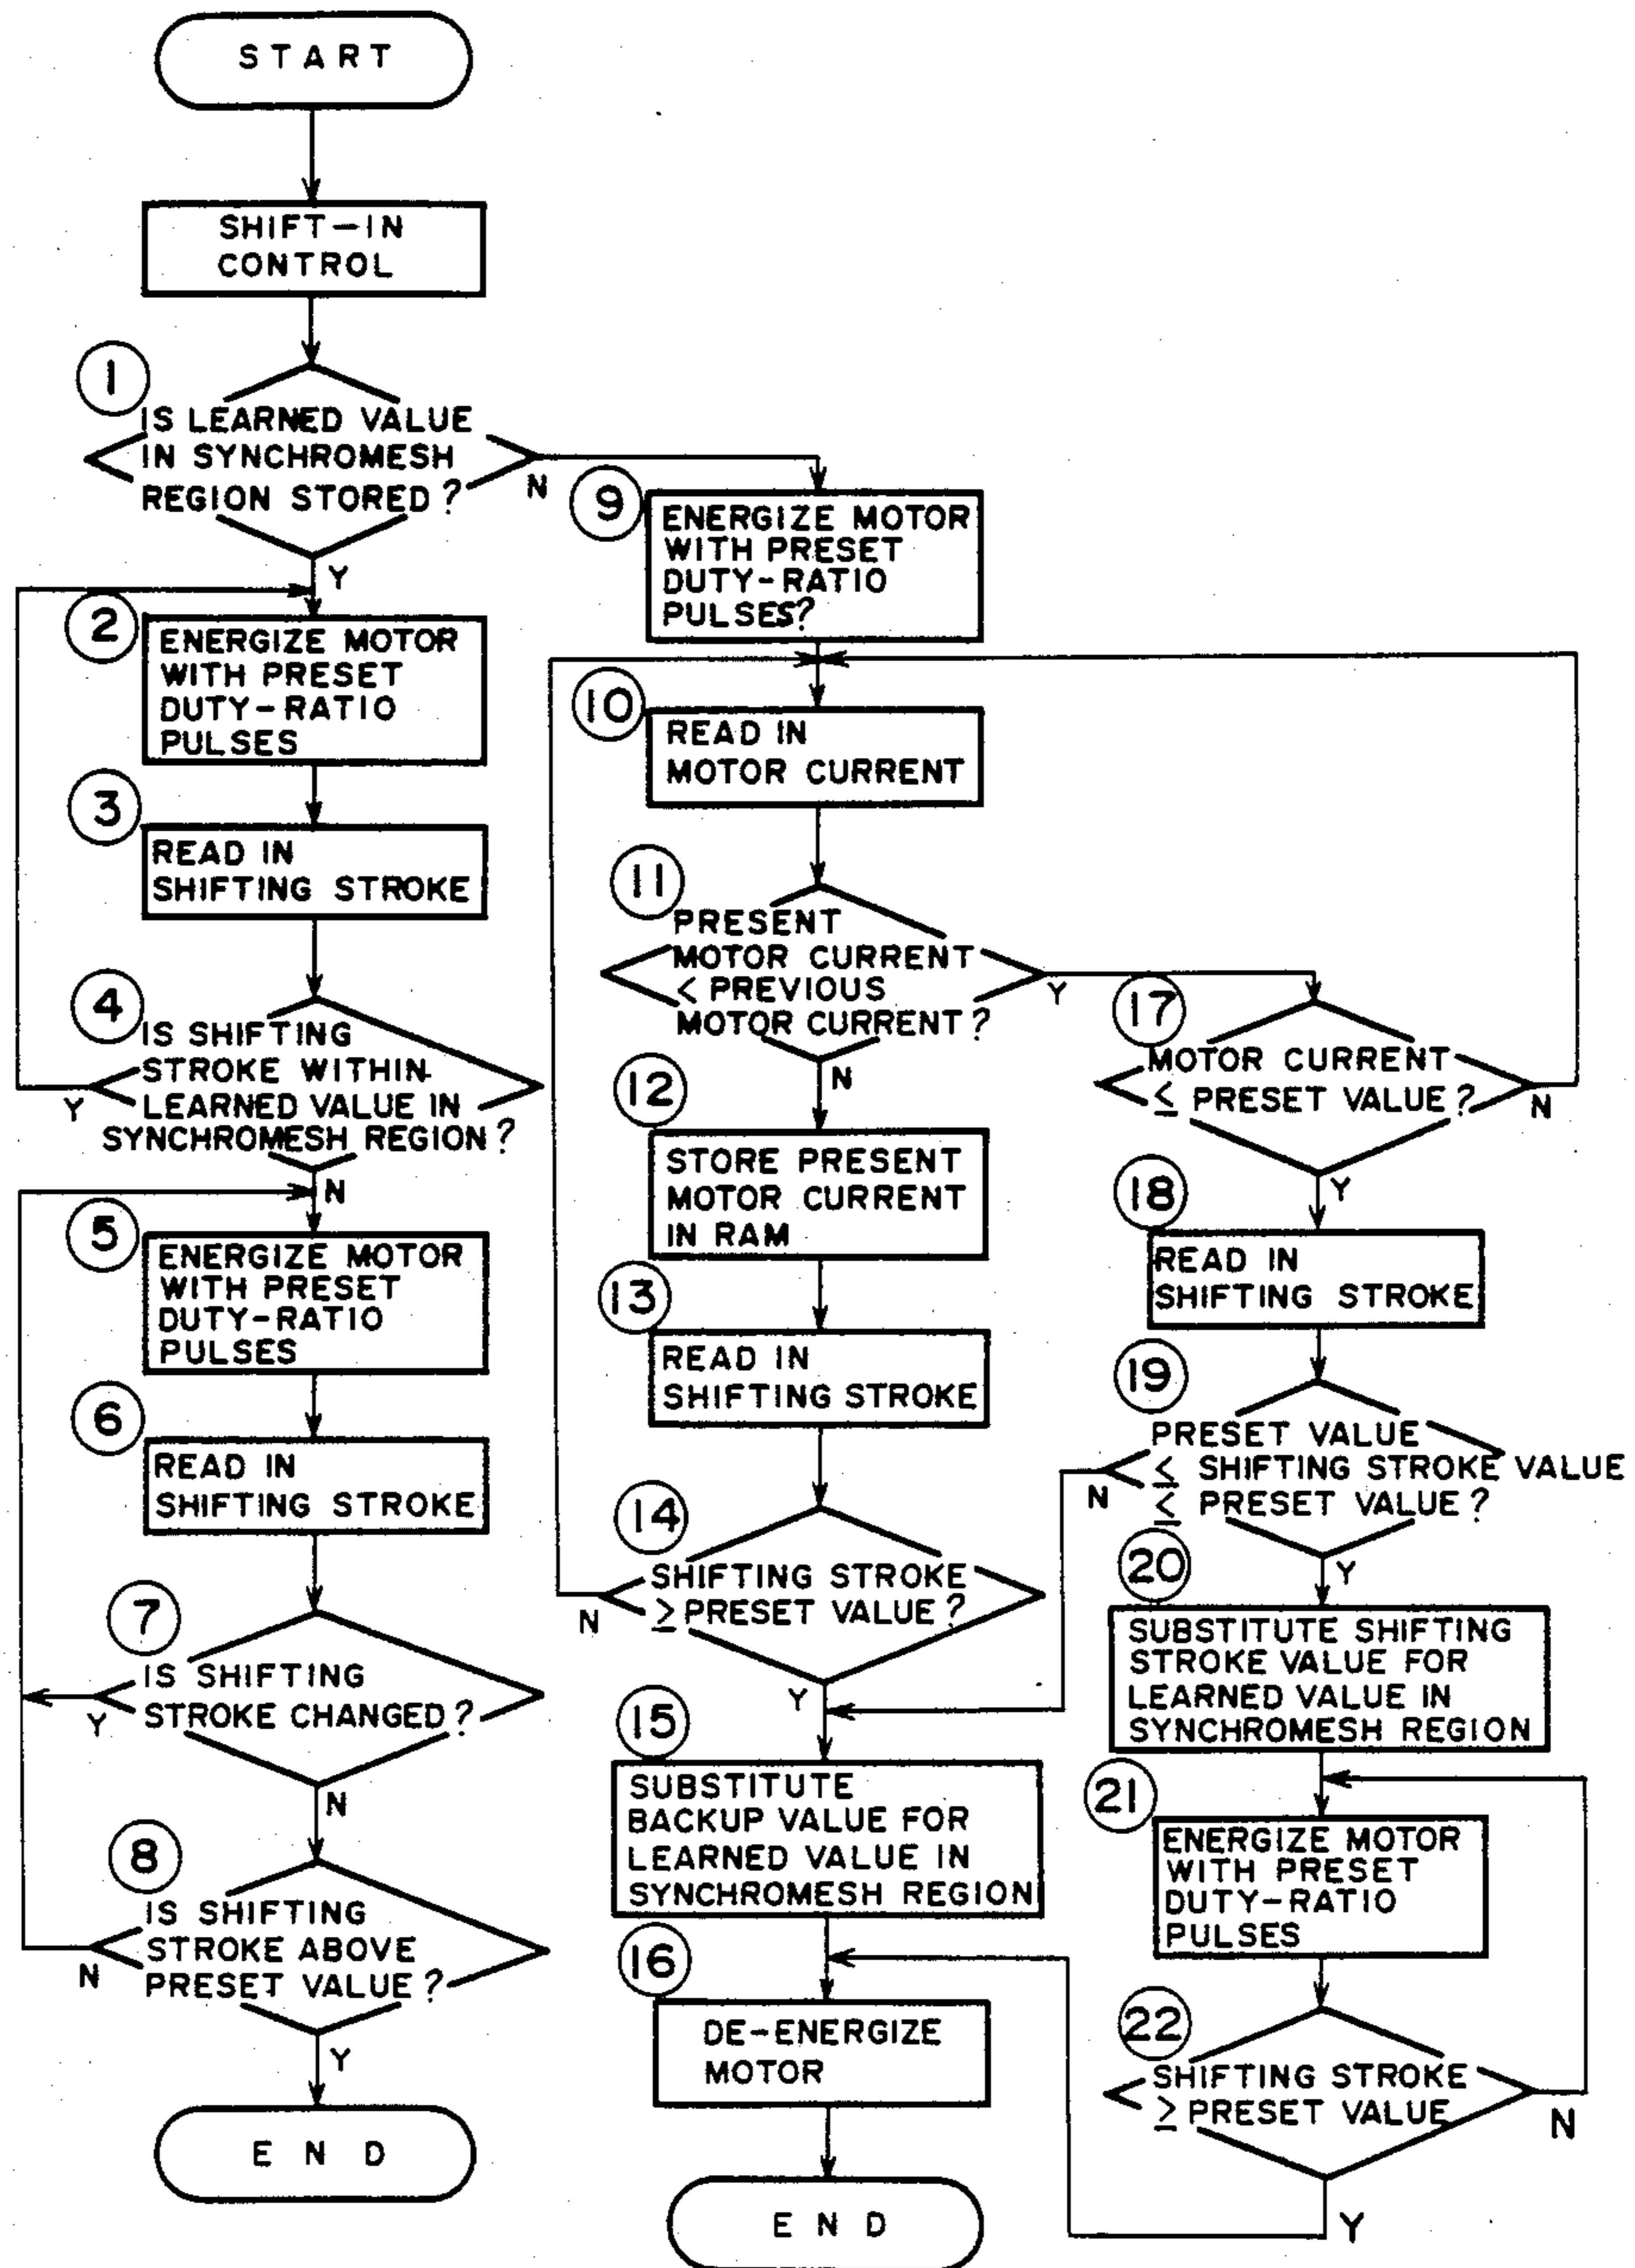 START
SHIFT-IN
CONTROL
1
IS LEARNED VALUE
IN SYNCHROMESH
REGION STORED?
N
Y
2
ENERGIZE MOTOR
WITH PRESET
DUTY-RATIO
PULSES
3
READ IN
SHIFTING STROKE
4
IS SHIFTING
STROKE WITHIN
LEARNED VALUE IN
SYNCHROMESH REGION?
Y
N
5
ENERGIZE MOTOR
WITH PRESET
DUTY-RATIO
PULSES
6
READ IN
SHIFTING STROKE
7
IS SHIFTING
STROKE CHANGED?
Y
N
8
IS SHIFTING
STROKE ABOVE
PRESET VALUE?
N
Y
END
9
ENERGIZE MOTOR
WITH PRESET
DUTY-RATIO
PULSES?
10
READ IN
MOTOR CURRENT
11
PRESENT
MOTOR CURRENT
< PREVIOUS
MOTOR CURRENT?
Y
N
12
STORE PRESENT
MOTOR CURRENT
IN RAM
13
READ IN
SHIFTING STROKE
14
SHIFTING STROKE
≥ PRESET VALUE?
N
Y
15
SUBSTITUTE
BACKUP VALUE FOR
LEARNED VALUE IN
SYNCHROMESH REGION
16
DE-ENERGIZE
MOTOR
END
17
MOTOR CURRENT
≤ PRESET VALUE?
N
Y
18
READ IN
SHIFTING STROKE
19
PRESET VALUE
≤ SHIFTING STROKE VALUE
≤ PRESET VALUE?
N
Y
20
SUBSTITUTE SHIFTING
STROKE VALUE FOR
LEARNED VALUE IN
SYNCHROMESH REGION
21
ENERGIZE MOTOR
WITH PRESET
DUTY-RATIO
PULSES
22
SHIFTING STROKE
≥ PRESET VALUE
N
Y